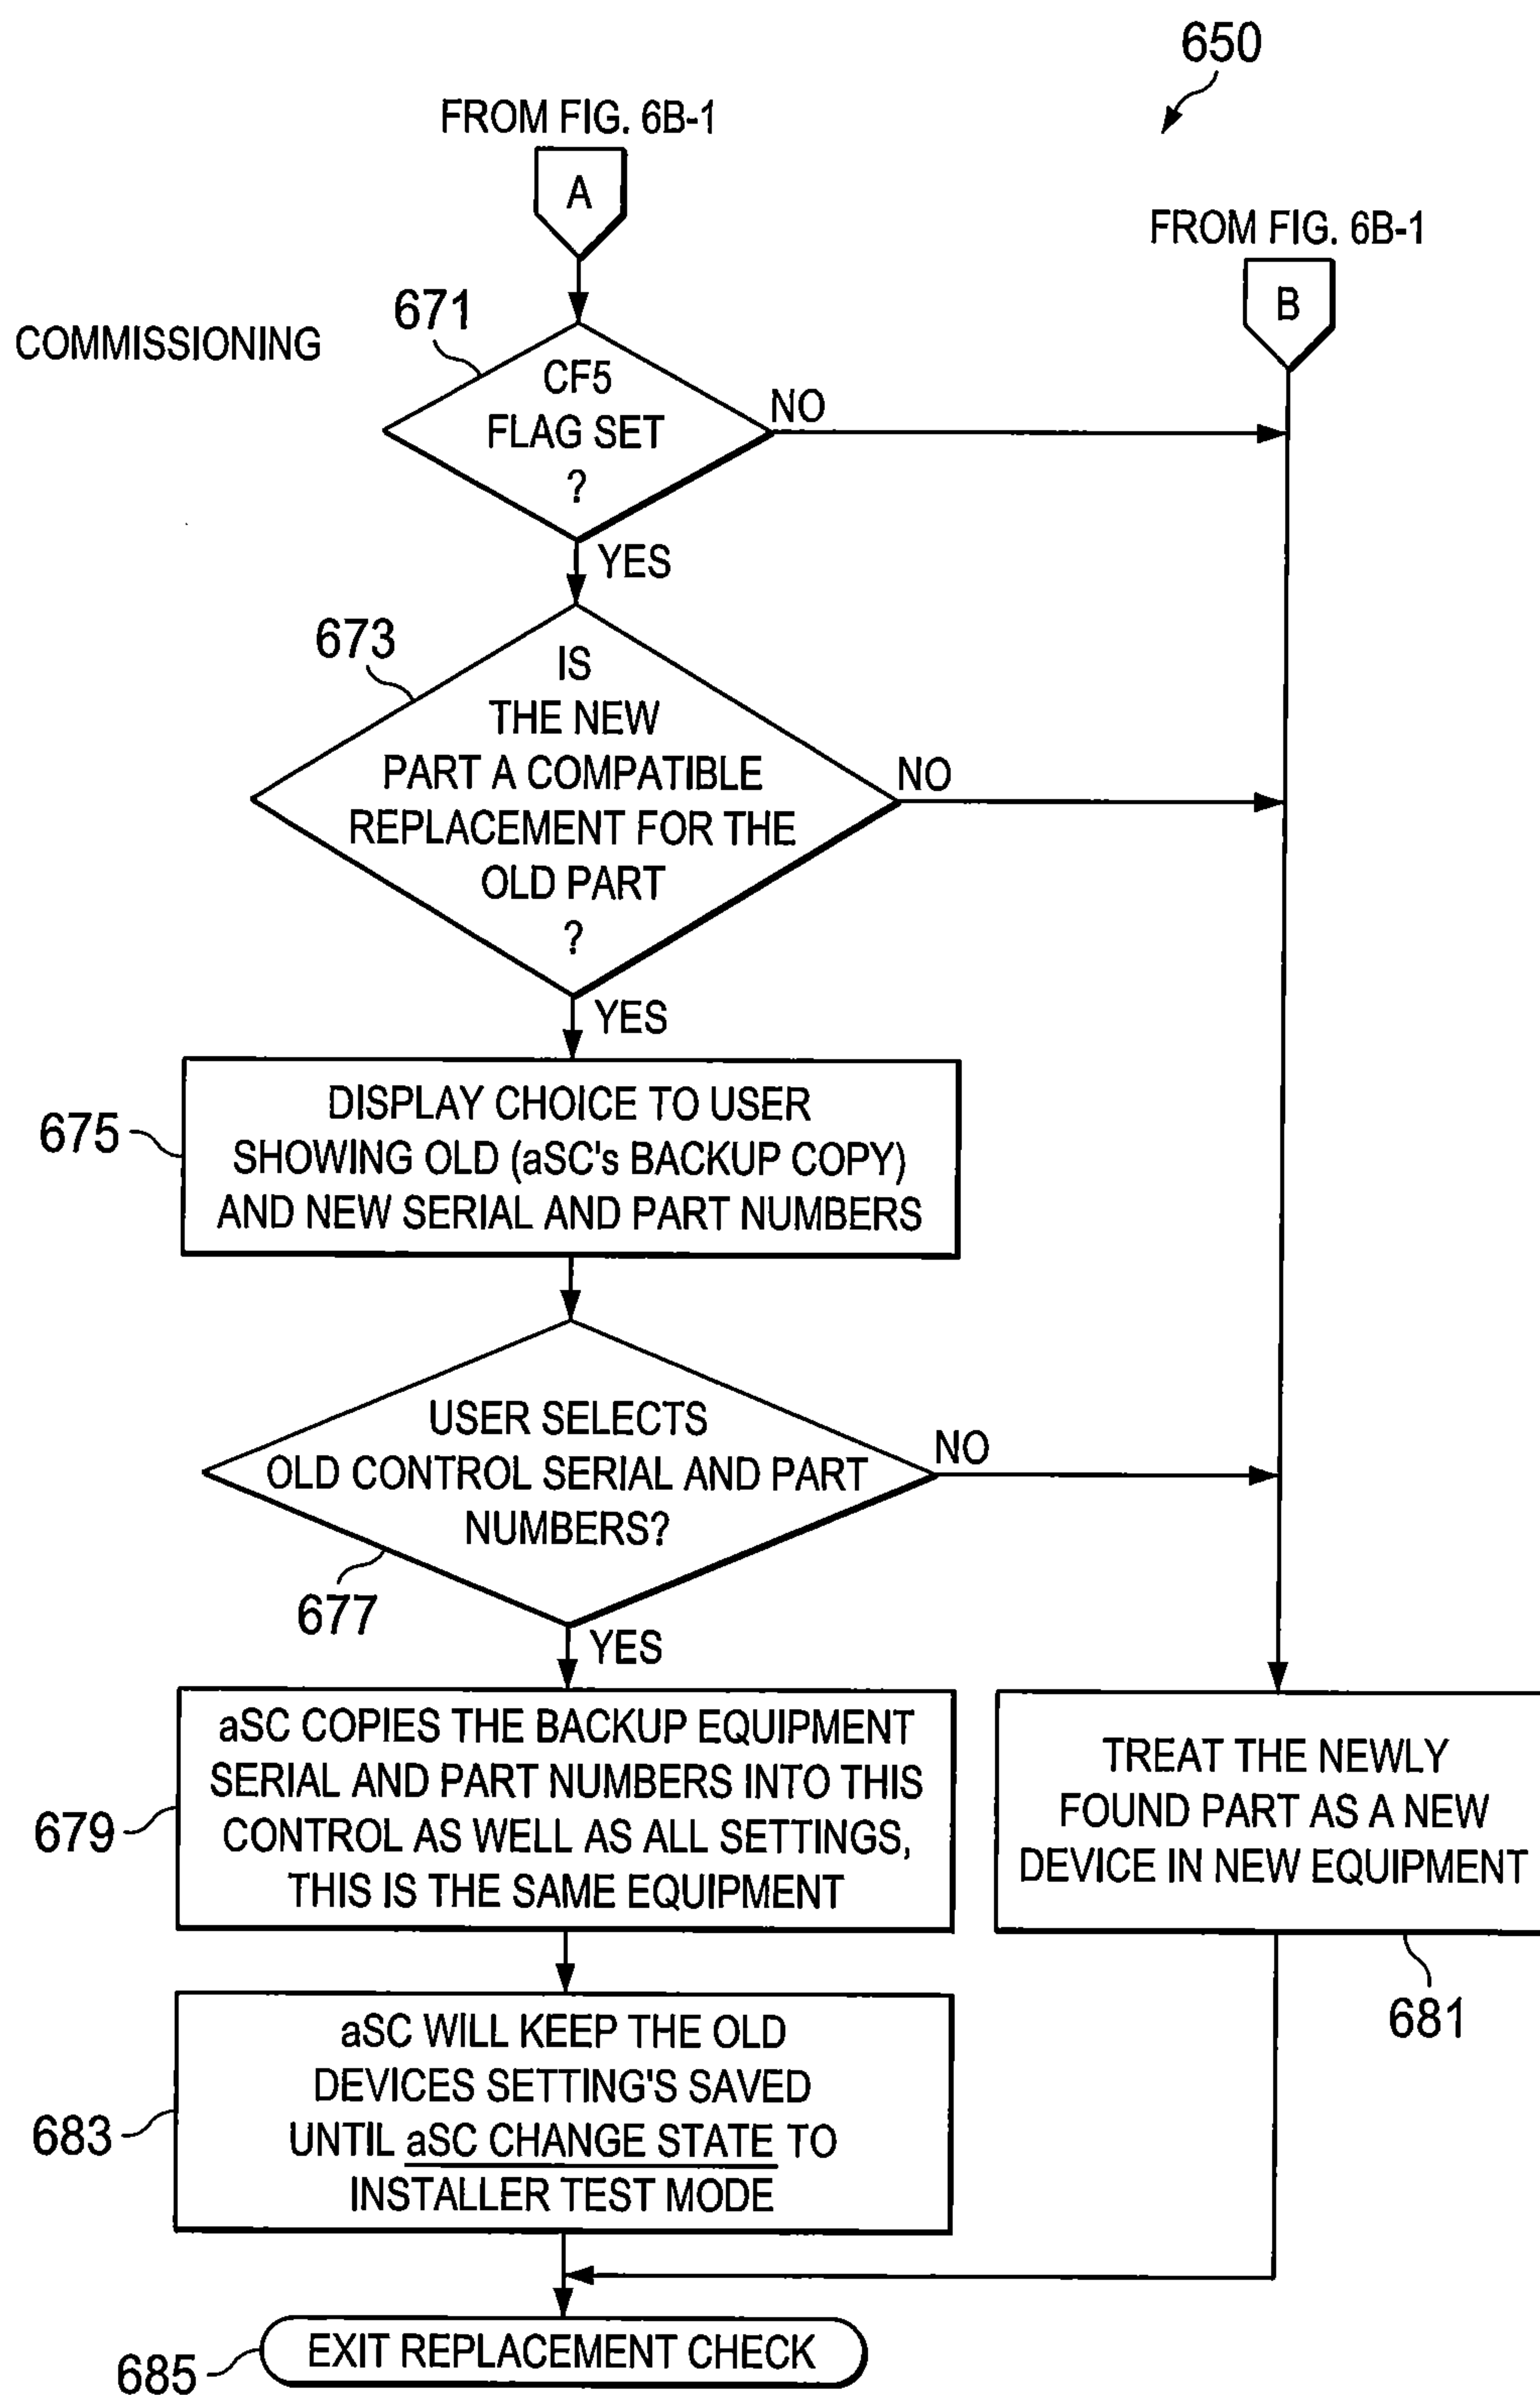 650
FROM FIG. 6B-1
A
FROM FIG. 6B-1
B
COMMISSIONING
671
CF5
FLAG SET
?
NO
YES
673
IS
THE NEW
PART A COMPATIBLE
REPLACEMENT FOR THE
OLD PART
?
NO
YES
675
DISPLAY CHOICE TO USER
SHOWING OLD (aSC's BACKUP COPY)
AND NEW SERIAL AND PART NUMBERS
USER SELECTS
OLD CONTROL SERIAL AND PART
NUMBERS?
NO
677
YES
679
aSC COPIES THE BACKUP EQUIPMENT
SERIAL AND PART NUMBERS INTO THIS
CONTROL AS WELL AS ALL SETTINGS,
THIS IS THE SAME EQUIPMENT
TREAT THE NEWLY
FOUND PART AS A NEW
DEVICE IN NEW EQUIPMENT
681
683
aSC WILL KEEP THE OLD
DEVICES SETTING'S SAVED
UNTIL aSC CHANGE STATE TO
INSTALLER TEST MODE
685
EXIT REPLACEMENT CHECK